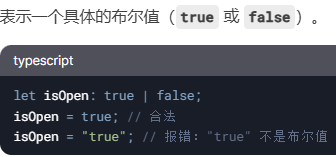 表示一个具体的布尔值（true 或 false）。
typescript
let isOpen: true | false;
isOpen = true; // 合法
isOpen = "true"; // 报错："true" 不是布尔值